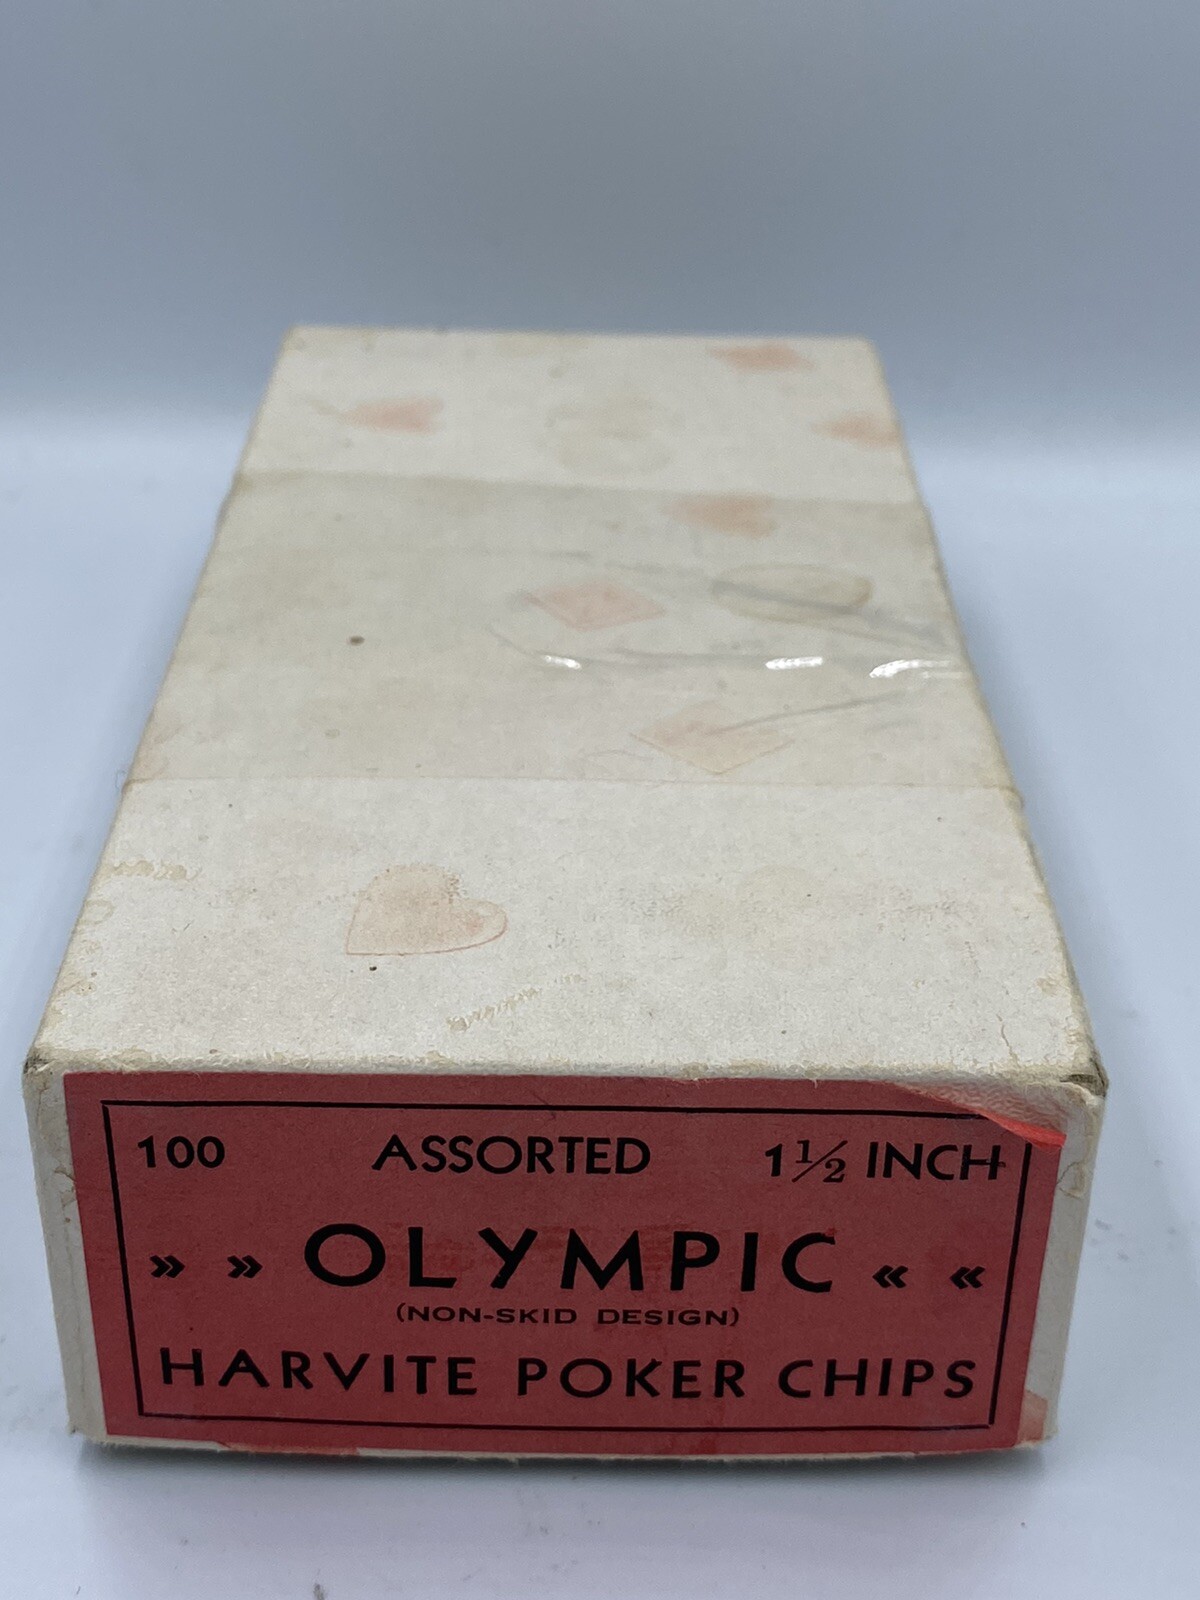 100 ASSORTED 1½ INCH
» » OLYMPIC « «
(NON-SKID DESIGN)
HARVITE POKER CHIPS